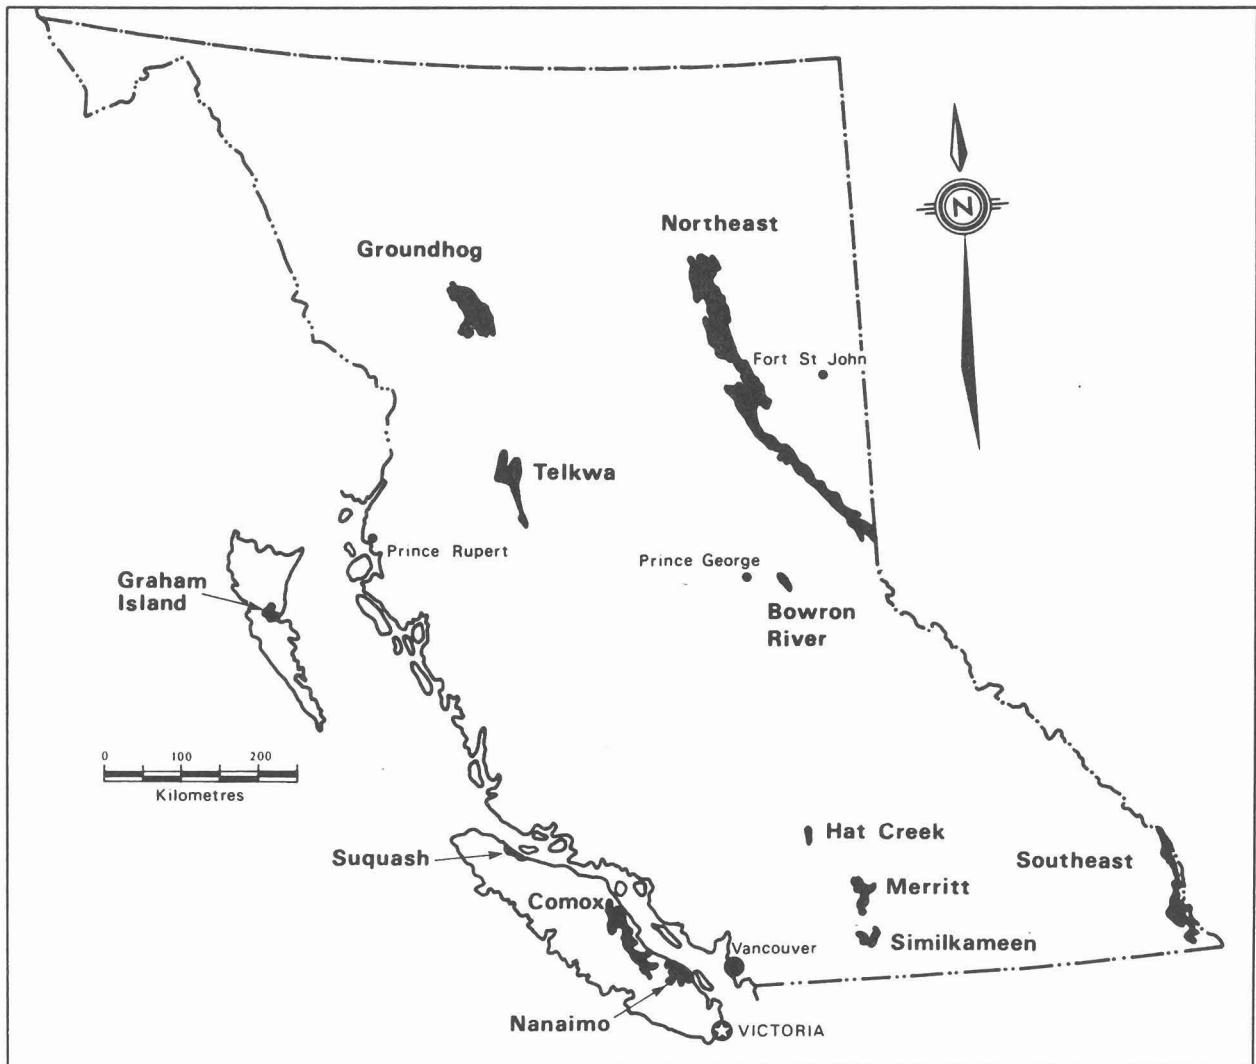 Northeast
Groundhog
Fort St John
Telkwa
Prince Rupert
Prince George
Graham
Island
Bowron
River
0 100 200
Kilometres
Hat Creek
Suquash
Southeast
Merritt
Comox
Similkameen
Vancouver
Nanaimo
VICTORIA
N